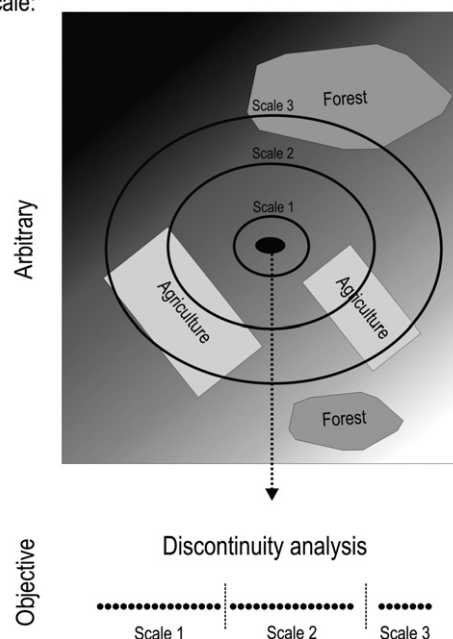 cale:
Arbitrary
Forest
Scale 3
Scale 2
Scale 1
Agriculture
Agriculture
Forest
Objective
Discontinuity analysis
Scale 1
Scale 2
Scale 3